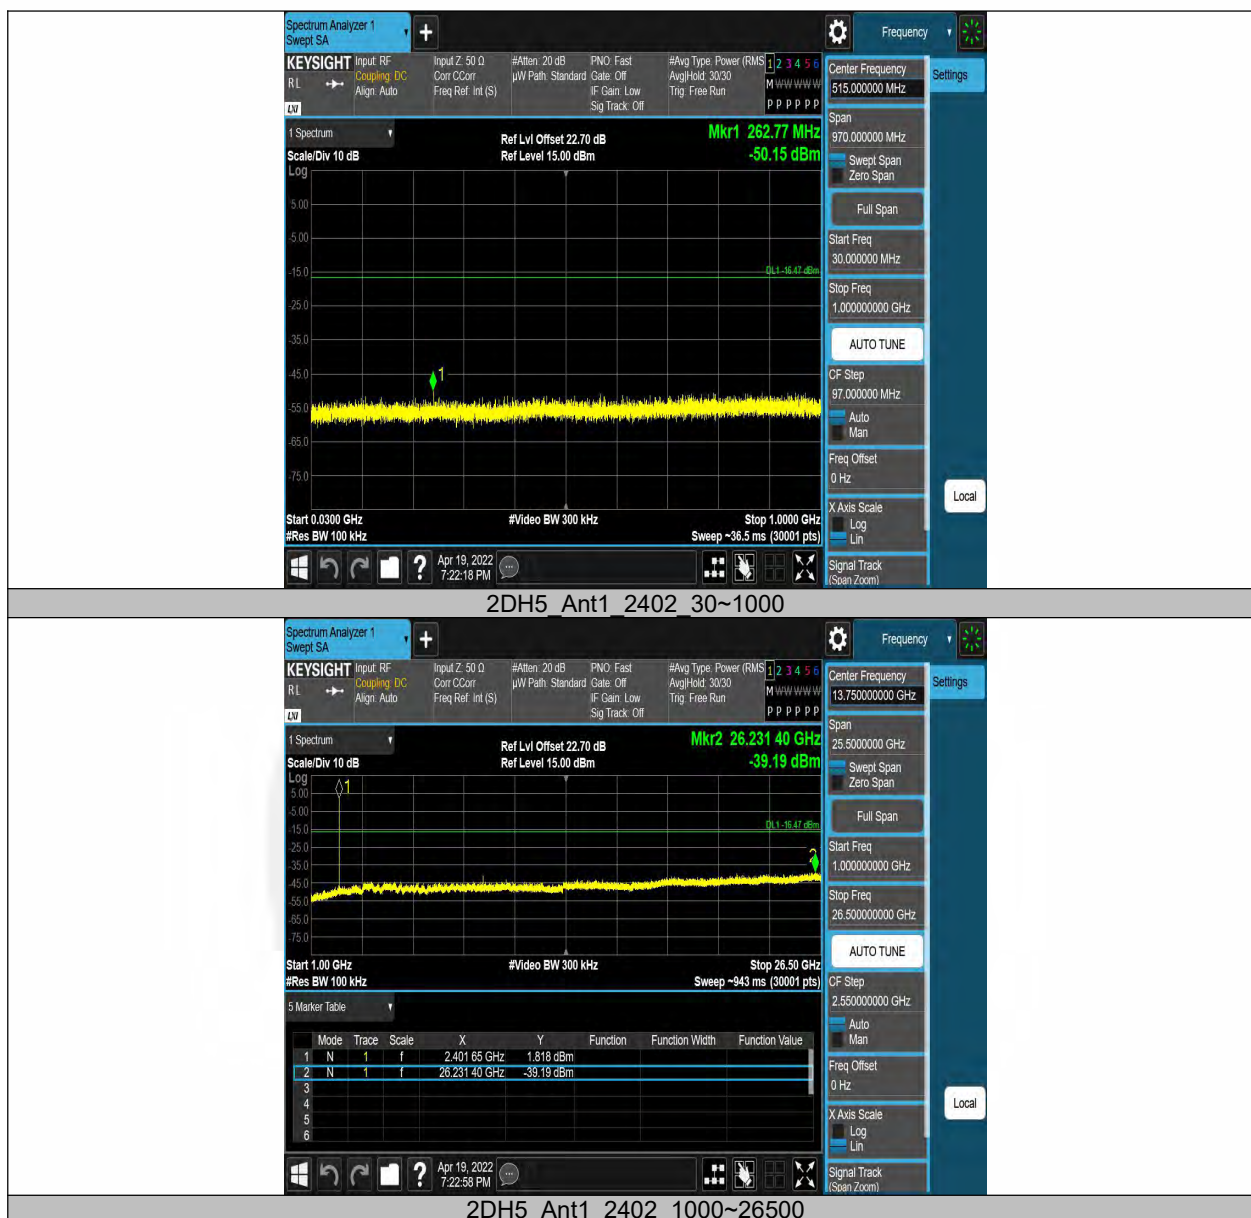 Spectrum Analyzer 1
Swept SA
+
Frequency
KEYSIGHT
RL
LXI
Input: RF
Coupling: DC
Align: Auto
Input Z: 50 Ω
Corr CCorr
Freq Ref: Int (S)
#Atten: 20 dB
µW Path: Standard
PNO: Fast
Gate: Off
IF Gain: Low
Sig Track: Off
#Avg Type: Power (RMS
Avg|Hold: 30/30
Trig: Free Run
1 2 3 4 5 6
M W W W W W
P P P P P P
Center Frequency
515.000000 MHz
Settings
1 Spectrum
Scale/Div 10 dB
Ref Lvl Offset 22.70 dB
Ref Level 15.00 dBm
Mkr1 262.77 MHz
-50.15 dBm
Log
5.00
-5.00
-15.0
-25.0
-35.0
-45.0
-55.0
-65.0
-75.0
DL1 -16.47 dBm
1
Start 0.0300 GHz
#Res BW 100 kHz
#Video BW 300 kHz
Stop 1.0000 GHz
Sweep ~36.5 ms (30001 pts)
Span
970.000000 MHz
Swept Span
Zero Span
Full Span
Start Freq
30.000000 MHz
Stop Freq
1.000000000 GHz
AUTO TUNE
CF Step
97.000000 MHz
Auto
Man
Freq Offset
0 Hz
X Axis Scale
Log
Lin
Signal Track
(Span Zoom)
Local
?
Apr 19, 2022
7:22:18 PM
2DH5_Ant1_2402_30~1000
Spectrum Analyzer 1
Swept SA
+
Frequency
KEYSIGHT
RL
LXI
Input: RF
Coupling: DC
Align: Auto
Input Z: 50 Ω
Corr CCorr
Freq Ref: Int (S)
#Atten: 20 dB
µW Path: Standard
PNO: Fast
Gate: Off
IF Gain: Low
Sig Track: Off
#Avg Type: Power (RMS
Avg|Hold: 30/30
Trig: Free Run
1 2 3 4 5 6
M W W W W W
P P P P P P
Center Frequency
13.750000000 GHz
Settings
1 Spectrum
Scale/Div 10 dB
Ref Lvl Offset 22.70 dB
Ref Level 15.00 dBm
Mkr2 26.231 40 GHz
-39.19 dBm
Log
5.00
-5.00
-15.0
-25.0
-35.0
-45.0
-55.0
-65.0
-75.0
1
DL1 -16.47 dBm
2
Start 1.00 GHz
#Res BW 100 kHz
#Video BW 300 kHz
Stop 26.50 GHz
Sweep ~943 ms (30001 pts)
5 Marker Table
Mode Trace Scale X Y Function Function Width Function Value
1 N 1 f 2.401 65 GHz 1.818 dBm
2 N 1 f 26.231 40 GHz -39.19 dBm
3
4
5
6
Span
25.5000000 GHz
Swept Span
Zero Span
Full Span
Start Freq
1.000000000 GHz
Stop Freq
26.500000000 GHz
AUTO TUNE
CF Step
2.550000000 GHz
Auto
Man
Freq Offset
0 Hz
X Axis Scale
Log
Lin
Signal Track
(Span Zoom)
Local
?
Apr 19, 2022
7:22:58 PM
2DH5_Ant1_2402_1000~26500